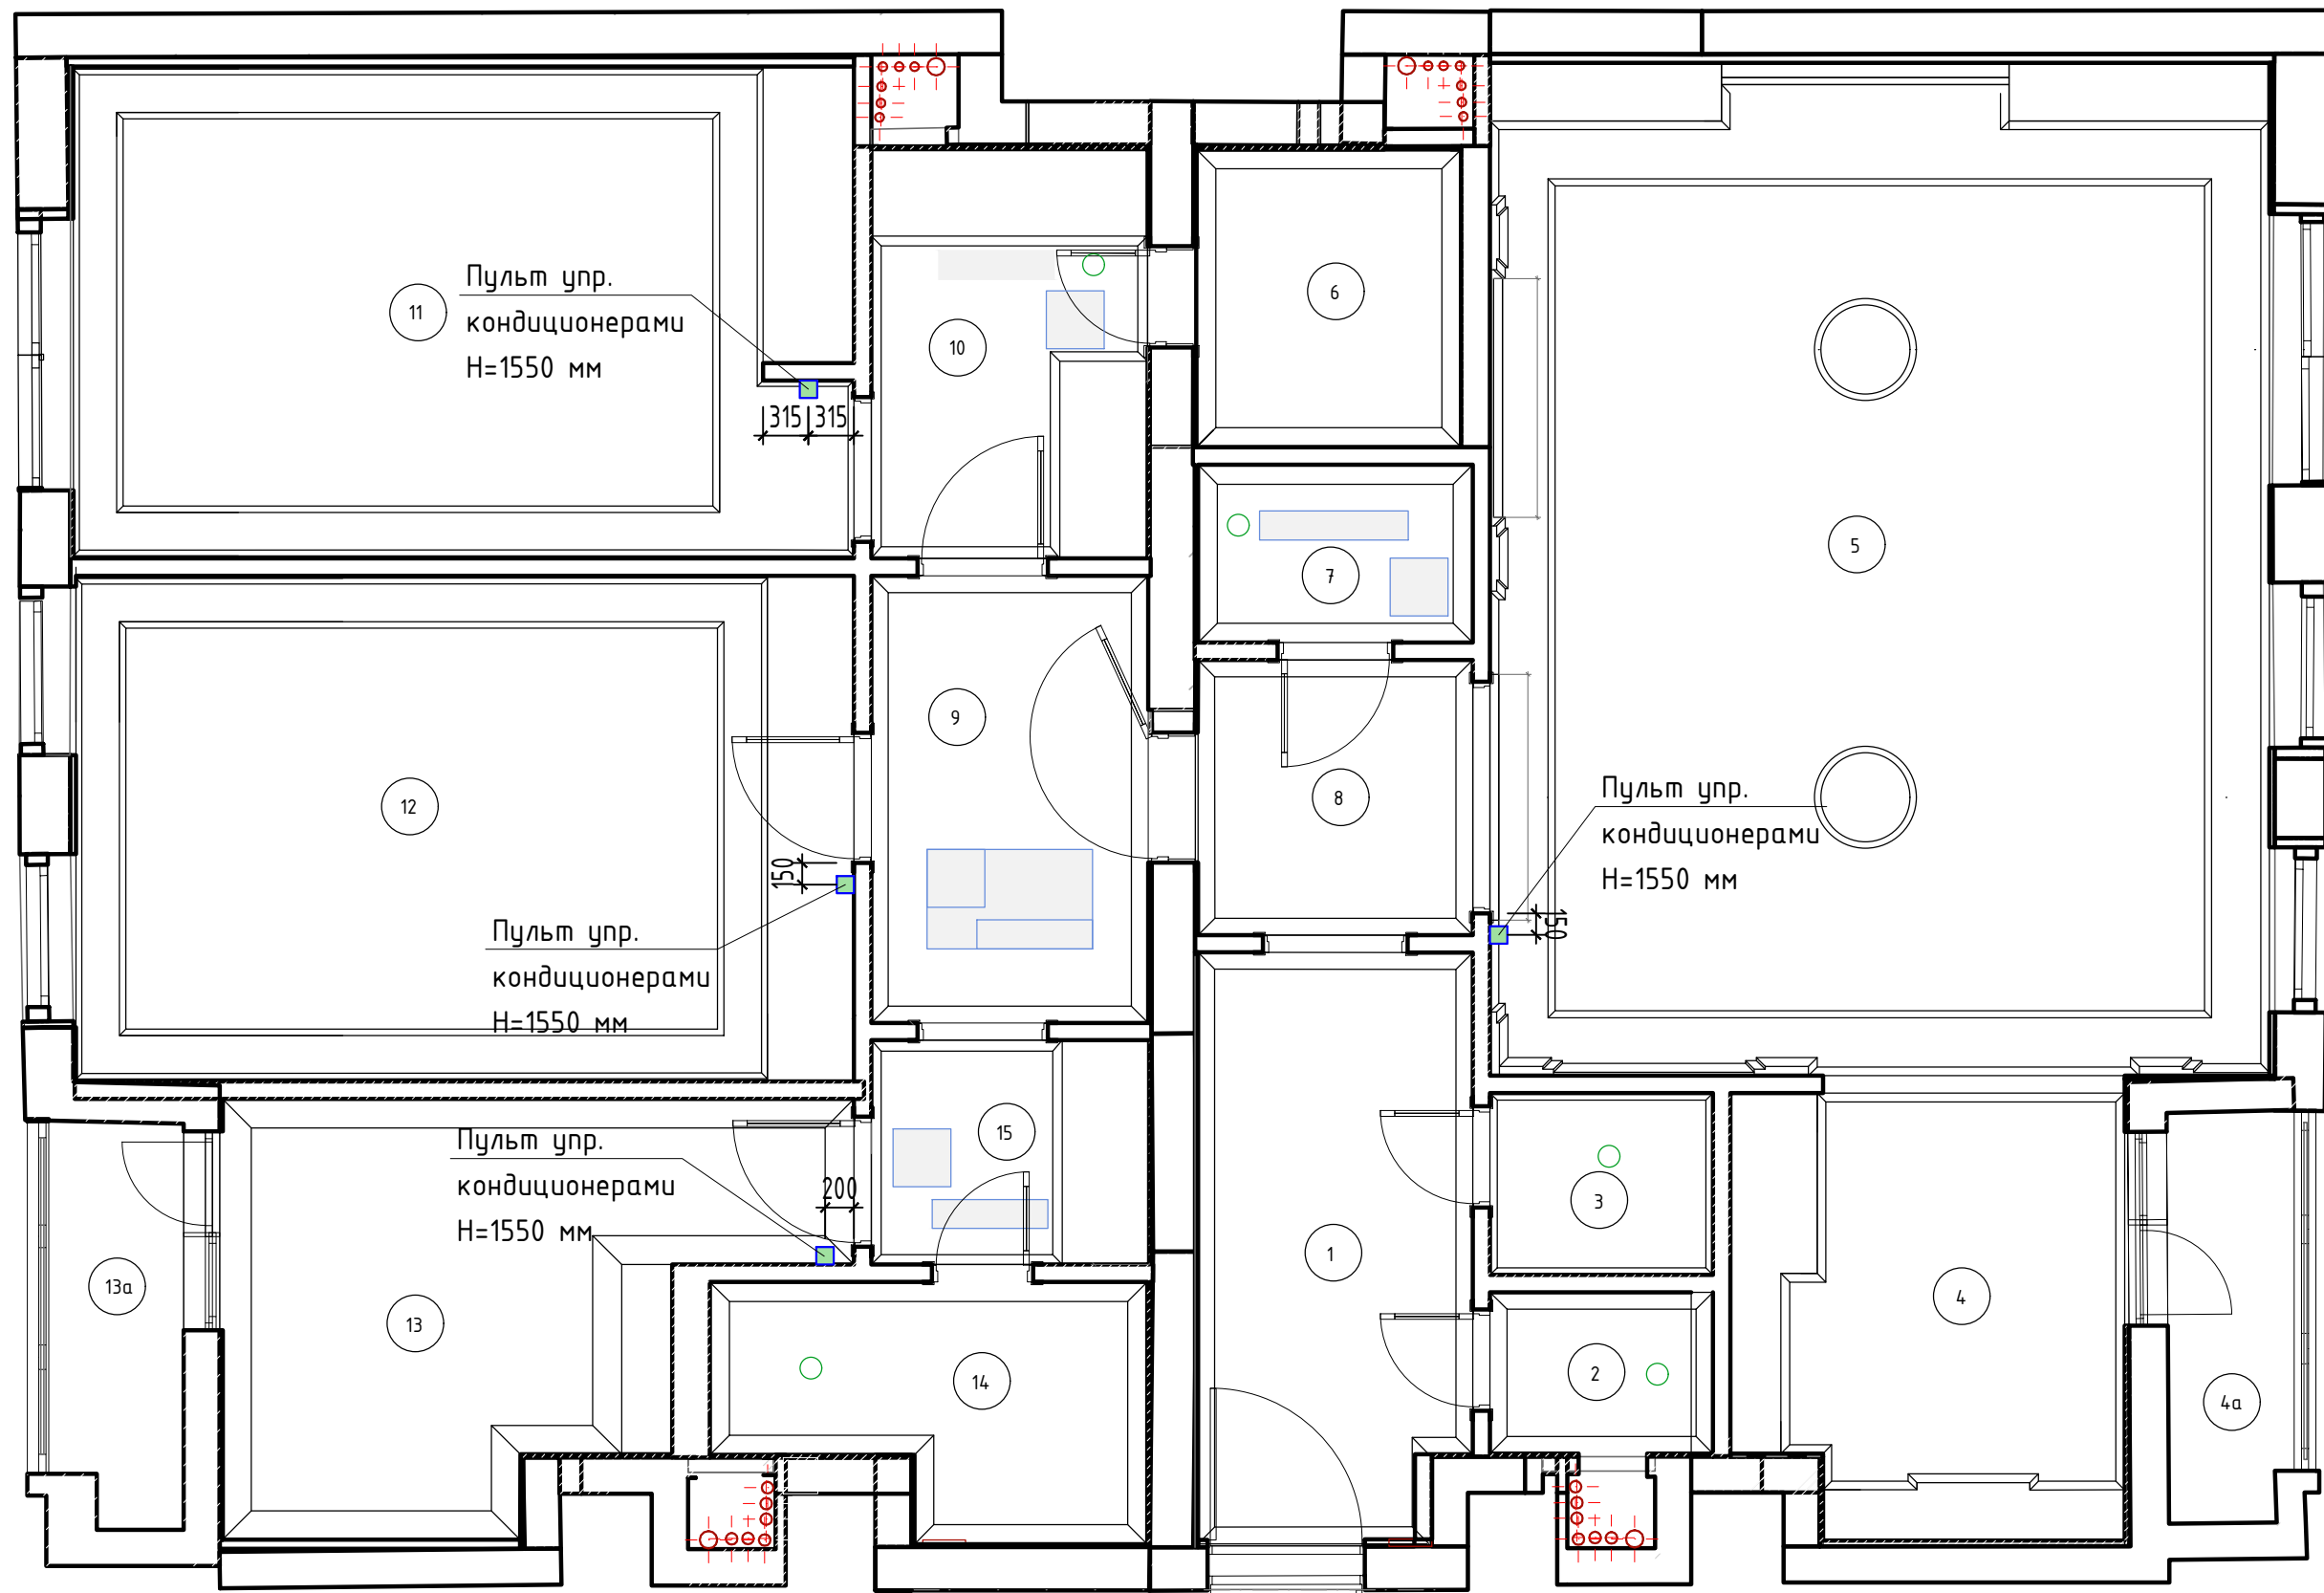 6
11
Пульт упр.
кондиционерами
H=1550 мм
10
315
315
5
7
9
12
8
Пульт упр.
кондиционерами
H=1550 мм
150
150
Пульт упр.
кондиционерами
H=1550 мм
15
Пульт упр.
кондиционерами
H=1550 мм
200
3
1
13а
13
4
14
2
4а